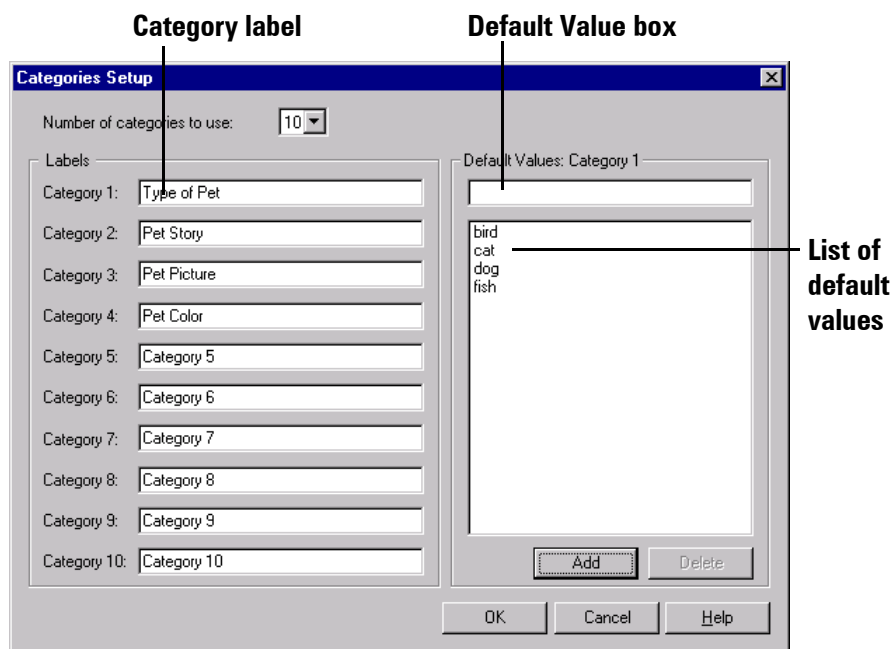 Category label
Default Value box
Categories Setup
Number of categories to use:
10
Labels
Category 1:
Type of Pet
Category 2:
Pet Story
Category 3:
Pet Picture
Category 4:
Pet Color
Category 5:
Category 5
Category 6:
Category 6
Category 7:
Category 7
Category 8:
Category 8
Category 9:
Category 9
Category 10:
Category 10
Default Values: Category 1
bird
cat
dog
fish
List of
default
values
Add
Delete
OK
Cancel
Help